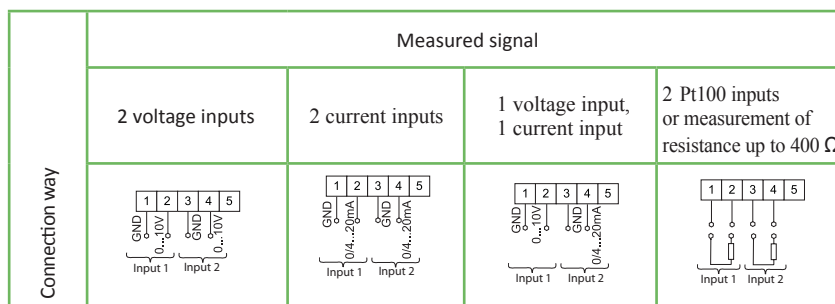 Measured signal
2 voltage inputs
2 current inputs
1 voltage input,
1 current input
2 Pt100 inputs
or measurement of
resistance up to 400 Ω
Connection way
1 2 3 4 5
GND
0...10V
GND
0...10V
Input 1
Input 2
1 2 3 4 5
GND
0/4...20mA
GND
0/4...20mA
Input 1
Input 2
1 2 3 4 5
GND
0...10V
GND
0/4...20mA
Input 1
Input 2
1 2 3 4 5
Input 1
Input 2